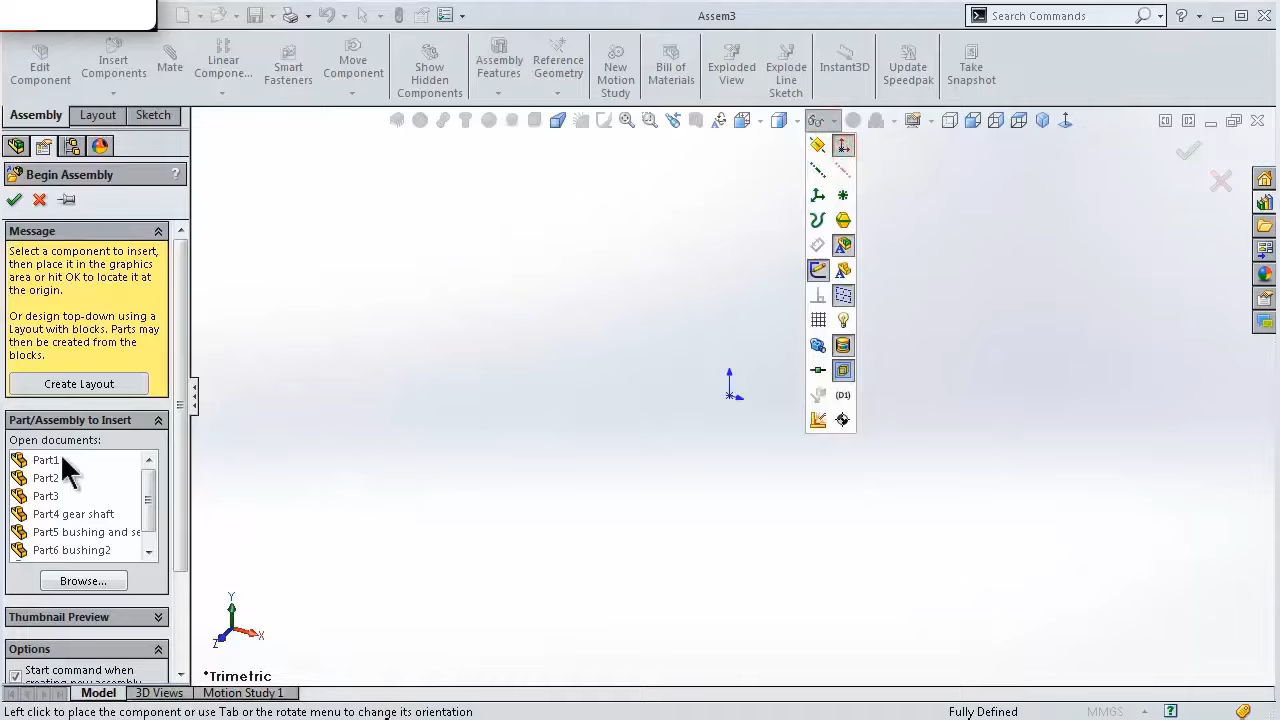 Assem3
Search Commands
Edit Component
Insert Components
Mate
Linear Compone...
Smart Fasteners
Move Component
Show Hidden Components
Assembly Features
Reference Geometry
New Motion Study
Bill of Materials
Exploded View
Explode Line Sketch
Instant3D
Update Speedpak
Take Snapshot
Assembly
Layout
Sketch
Begin Assembly
?
Message
Select a component to insert,
then place it in the graphics
area or hit OK to locate it at
the origin.
Or design top-down using a
Layout with blocks. Parts may
then be created from the
blocks.
Create Layout
Part/Assembly to Insert
Open documents:
Part1
Part2
Part3
Part4 gear shaft
Part5 bushing and se
Part6 bushing2
Browse...
Thumbnail Preview
Options
Start command when
creating new assembly
(D1)
Y
X
Z
*Trimetric
Model
3D Views
Motion Study 1
Left click to place the component or use Tab or the rotate menu to change its orientation
Fully Defined
MMGS
?